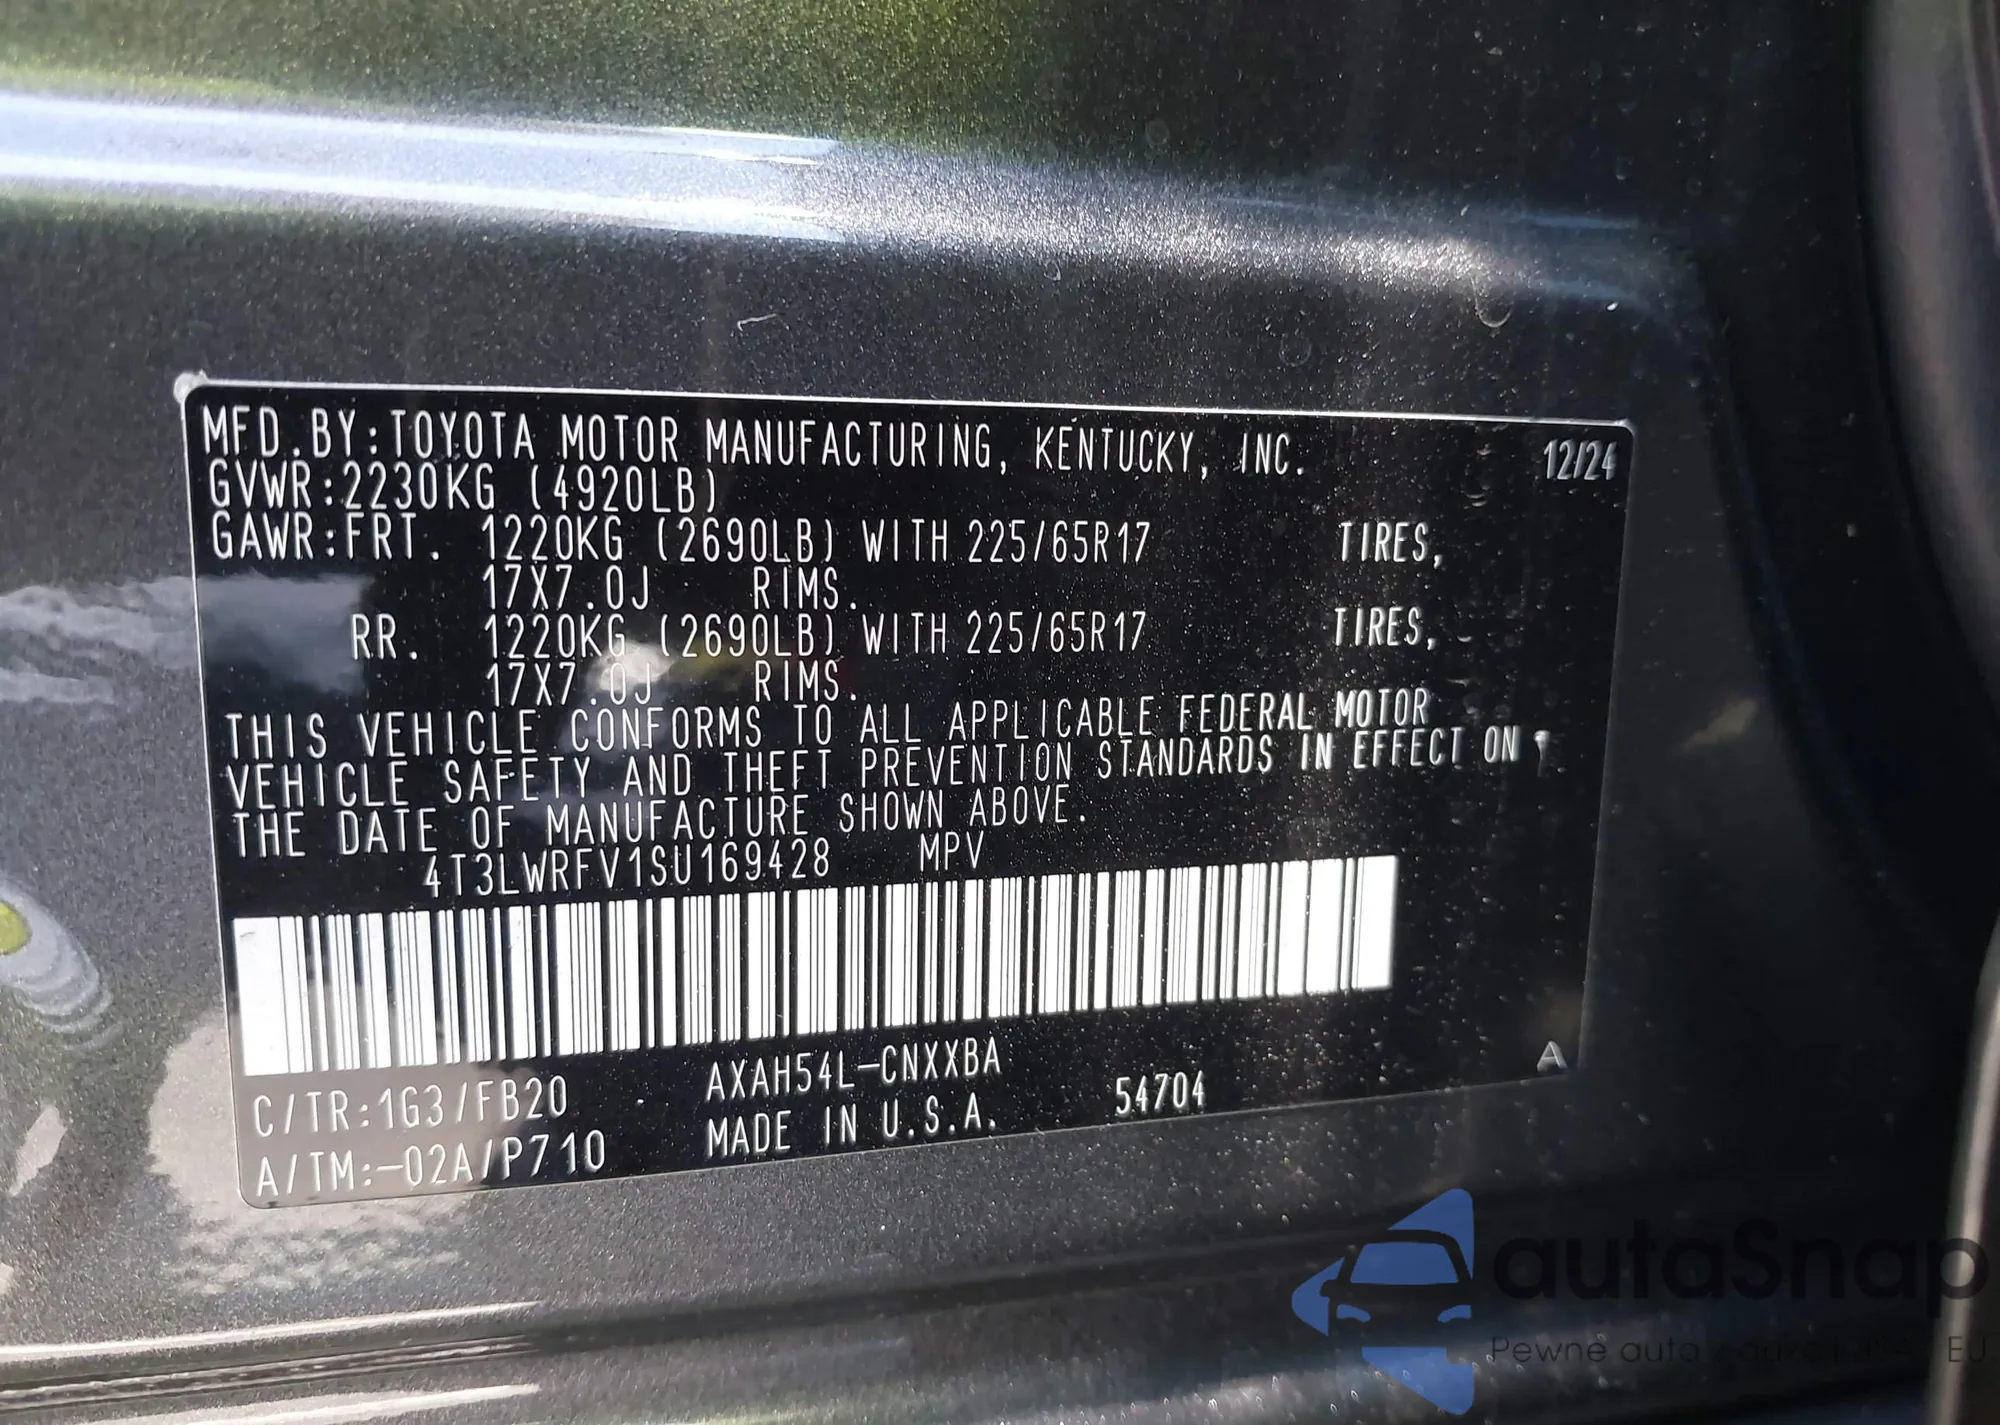 MFD.BY:TOYOTA MOTOR MANUFACTURING, KENTUCKY, INC. 12/24
GVWR:2230KG (4920LB)
GAWR:FRT. 1220KG (2690LB) WITH 225/65R17 TIRES,
17X7.0J RIMS.
RR. 1220KG (2690LB) WITH 225/65R17 TIRES,
17X7.0J RIMS.
THIS VEHICLE CONFORMS TO ALL APPLICABLE FEDERAL MOTOR
VEHICLE SAFETY AND THEFT PREVENTION STANDARDS IN EFFECT ON
THE DATE OF MANUFACTURE SHOWN ABOVE.
4T3LWRFV1SU169428 MPV
C/TR:1G3/FB20 AXAH54L-CNXXBA A
A/TM:-02A/P710 MADE IN U.S.A. 54704
autaSnap
Pewne auta EU